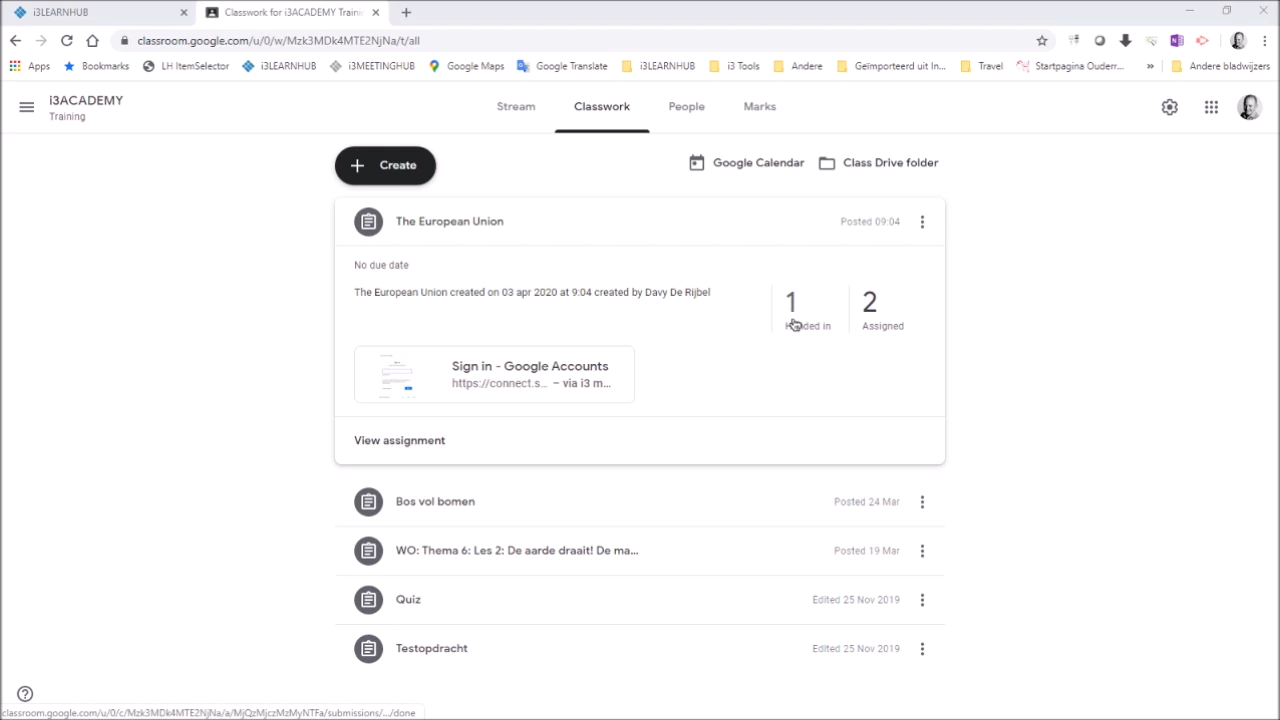 i3LEARNHUB
Classwork for i3ACADEMY Trainin
classroom.google.com/u/0/w/Mzk3MDk4MTE2NjNa/t/all
Apps Bookmarks LH ItemSelector i3LEARNHUB i3MEETINGHUB Google Maps Google Translate i3LEARNHUB i3 Tools Andere Geïmporteerd uit In... Travel Startpagina Ouderr... » Andere bladwijzers
i3ACADEMY
Training
Stream Classwork People Marks
Create
Google Calendar Class Drive folder
The European Union Posted 09:04
No due date
The European Union created on 03 apr 2020 at 9:04 created by Davy De Rijbel
1 2
Handed in Assigned
Sign in - Google Accounts
https://connect.s... – via i3 m...
View assignment
Bos vol bomen Posted 24 Mar
WO: Thema 6: Les 2: De aarde draait! De ma... Posted 19 Mar
Quiz Edited 25 Nov 2019
Testopdracht Edited 25 Nov 2019
classroom.google.com/u/0/c/Mzk3MDk4MTE2NjNa/a/MjQzMjczMzMyNTFa/submissions/.../done